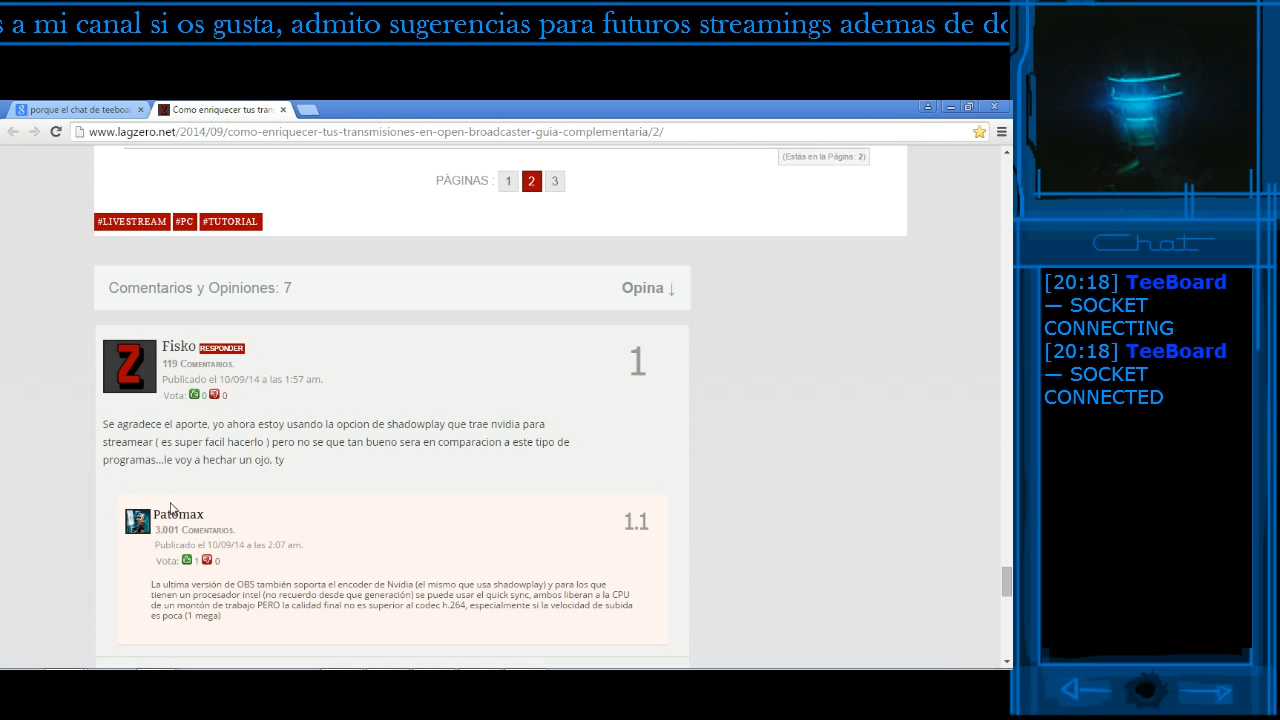 s a mi canal si os gusta, admito sugerencias para futuros streamings ademas de do
porque el chat de teeboar
Como enriquecer tus tran
www.lagzero.net/2014/09/como-enriquecer-tus-transmisiones-en-open-broadcaster-guia-complementaria/2/
(Estás en la Página: 2)
PÁGINAS : 1 2 3
#LIVESTREAM #PC #TUTORIAL
Comentarios y Opiniones: 7
Opina ↓
Fisko RESPONDER
1
119 Comentarios.
Publicado el 10/09/14 a las 1:57 am.
Vota: 0 0
Se agradece el aporte, yo ahora estoy usando la opcion de shadowplay que trae nvidia para
streamear ( es super facil hacerlo ) pero no se que tan bueno sera en comparacion a este tipo de
programas...le voy a hechar un ojo, ty
Patomax
1.1
3.001 Comentarios.
Publicado el 10/09/14 a las 2:07 am.
Vota: 1 0
La ultima versión de OBS también soporta el encoder de Nvidia (el mismo que usa shadowplay) y para los que
tienen un procesador intel (no recuerdo desde que generación) se puede usar el quick sync, ambos liberan a la CPU
de un montón de trabajo PERO la calidad final no es superior al codec h.264, especialmente si la velocidad de subida
es poca (1 mega)
Chat
[20:18] TeeBoard
— SOCKET
CONNECTING
[20:18] TeeBoard
— SOCKET
CONNECTED